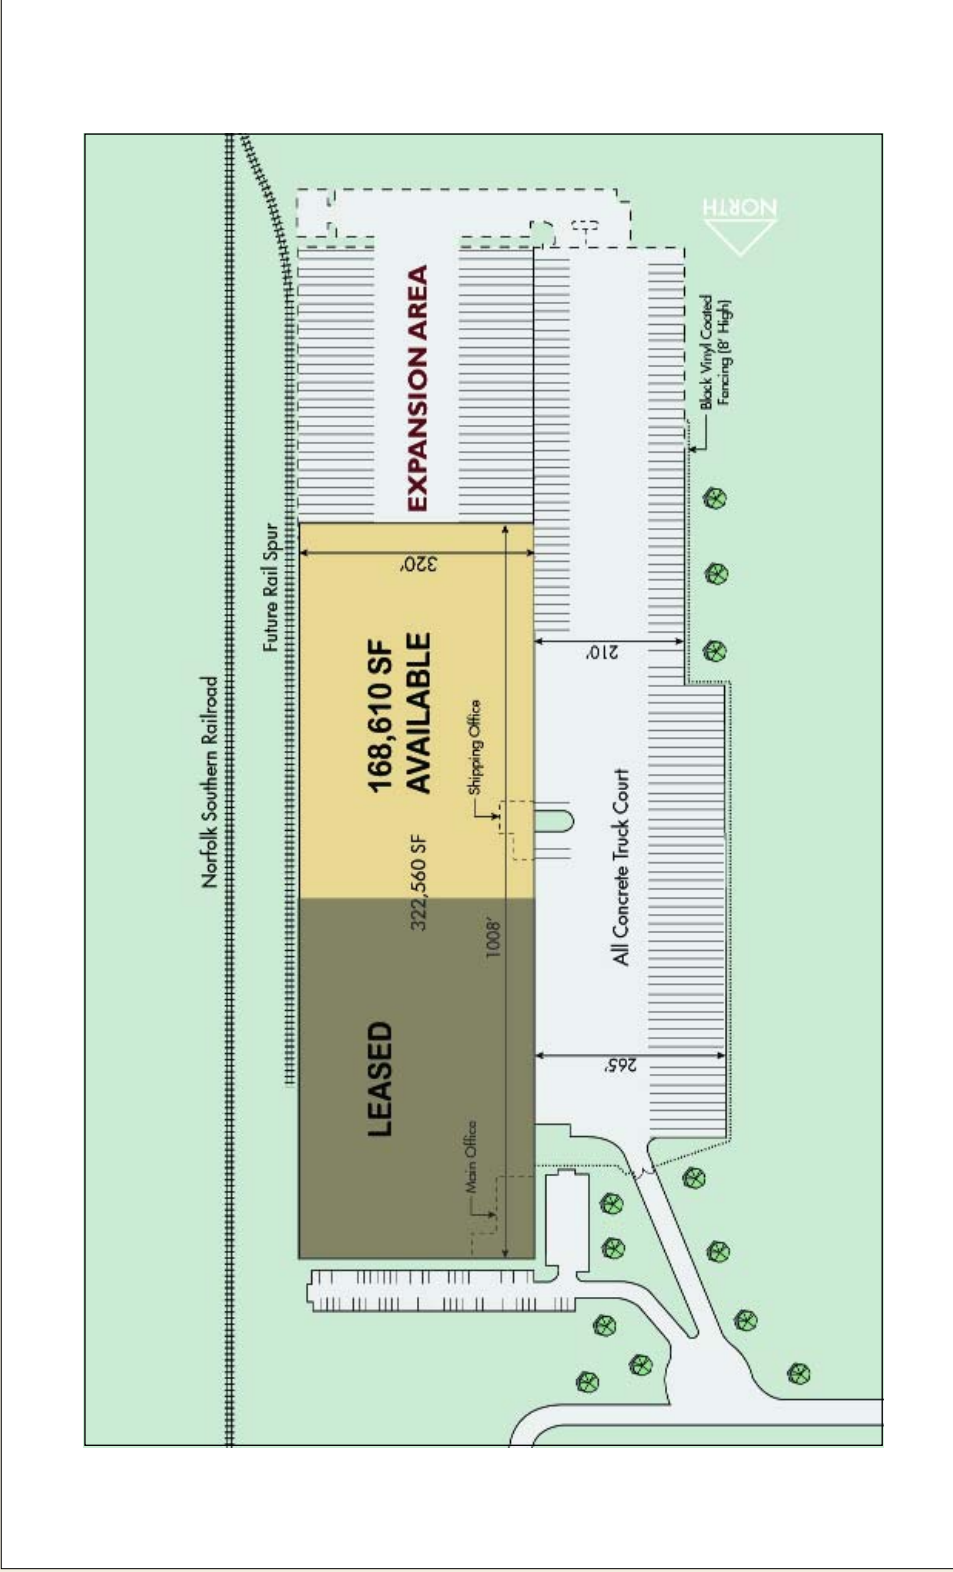 Norfolk Southern Railroad
Future Rail Spur
EXPANSION AREA
NORTH
Black Vinyl Coated
Fencing (8' High)
320'
168,610 SF
AVAILABLE
322,560 SF
Shipping Office
210'
1008'
All Concrete Truck Court
LEASED
Main Office
265'